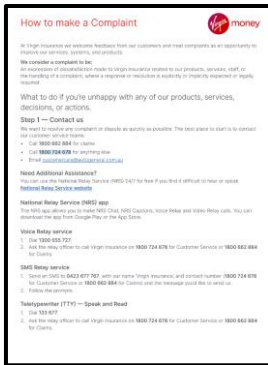 How to make a Complaint
Virgin money
At Virgin Insurance we welcome feedback from our customers and treat complaints as an opportunity to
improve our services, systems, and products.
We consider a complaint to be:
An expression of dissatisfaction made to Virgin Insurance related to our products, services, staff, or
the handling of a complaint, where a response or resolution is explicitly or implicitly expected or legally
required.
What to do if you're unhappy with any of our products, services,
decisions, or actions.
Step 1 — Contact us
We want to resolve any complaint or dispute as quickly as possible. The best place to start is to contact
our customer service teams:
• Call 1800 662 884 for claims
• Call 1800 724 678 for anything else
• Email customercare@autogeneral.com.au
Need Additional Assistance?
You can use the National Relay Service (NRS) 24/7 for free if you find it difficult to hear or speak.
National Relay Service website
National Relay Service (NRS) app
The NRS app allows you to make NRS Chat, NRS Captions, Voice Relay and Video Relay calls. You can
download the app from Google Play or the App Store.
Voice Relay service
1. Dial 1300 555 727.
2. Ask the relay officer to call Virgin Insurance on 1800 724 678 for Customer Service or 1800 662 884
for Claims.
SMS Relay service
1. Send an SMS to 0423 677 767, with our name 'Virgin Insurance', and contact number (1800 724 678
for Customer Service or 1800 662 884 for Claims) and the message you'd like to send us.
2. Follow the prompts.
Teletypewriter (TTY) — Speak and Read
1. Dial 133 677.
2. Ask the relay officer to call Virgin Insurance on 1800 724 678 for Customer Service or 1800 662 884
for Claims.